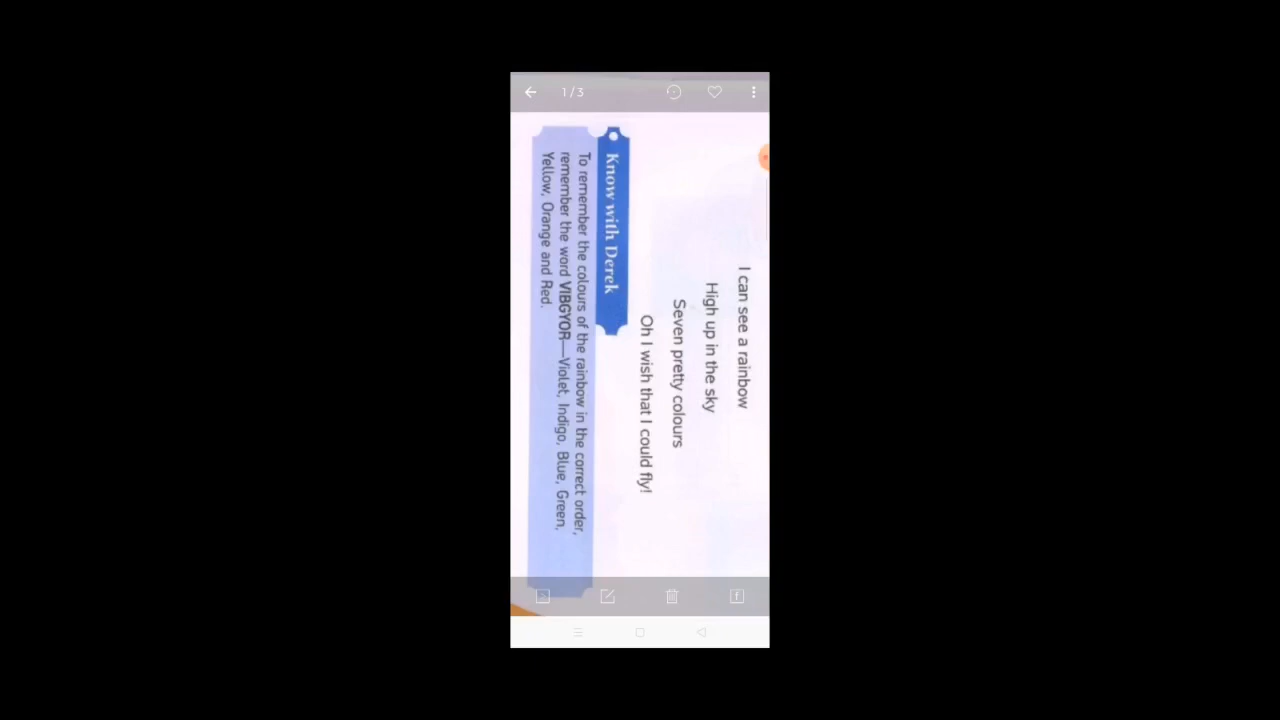 1 / 3
I can see a rainbow
High up in the sky
Seven pretty colours
Oh I wish that I could fly!
Know with Derek
To remember the colours of the rainbow in the correct order,
remember the word VIBGYOR—Violet, Indigo, Blue, Green,
Yellow, Orange and Red.